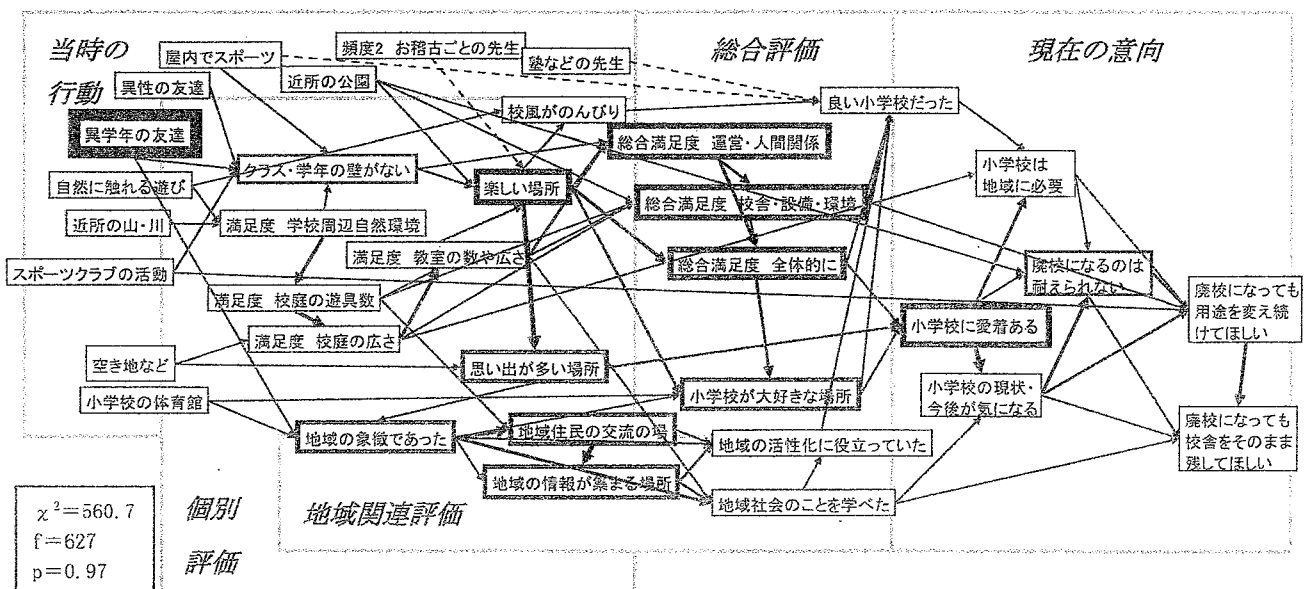 当時の
行動
総合評価
現在の意向
屋内でスポーツ
頻度2 お稽古ごとの先生
塾などの先生
近所の公園
異性の友達
校風がのんびり
良い小学校だった
異学年の友達
総合満足度 運営・人間関係
クラス・学年の壁がない
小学校は
地域に必要
自然に触れる遊び
楽しい場所
総合満足度 校舎・設備・環境
近所の山・川
満足度 学校周辺自然環境
満足度 教室の数や広さ
総合満足度 全体的に
スポーツクラブの活動
廃校になるのは
耐えられない
満足度 校庭の遊具数
廃校になっても
用途を変え続
けてほしい
小学校に愛着ある
満足度 校庭の広さ
空き地など
思い出が多い場所
小学校の現状・
今後が気になる
小学校の体育館
小学校が大好きな場所
地域の象徴であった
地域住民の交流の場
地域の活性化に役立っていた
廃校になっても
校舎をそのまま
残してほしい
地域の情報が集まる場所
地域社会のことを学べた
個別
評価
地域関連評価
χ²=560.7
f=627
p=0.97